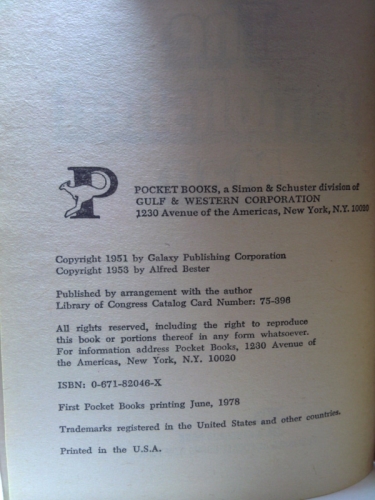 P
POCKET BOOKS, a Simon & Schuster division of
GULF & WESTERN CORPORATION
1230 Avenue of the Americas, New York, N.Y. 10020
Copyright 1951 by Galaxy Publishing Corporation
Copyright 1953 by Alfred Bester
Published by arrangement with the author
Library of Congress Catalog Card Number: 75-396
All rights reserved, including the right to reproduce
this book or portions thereof in any form whatsoever.
For information address Pocket Books, 1230 Avenue of
the Americas, New York, N.Y. 10020
ISBN: 0-671-82046-X
First Pocket Books printing June, 1978
Trademarks registered in the United States and other countries.
Printed in the U.S.A.